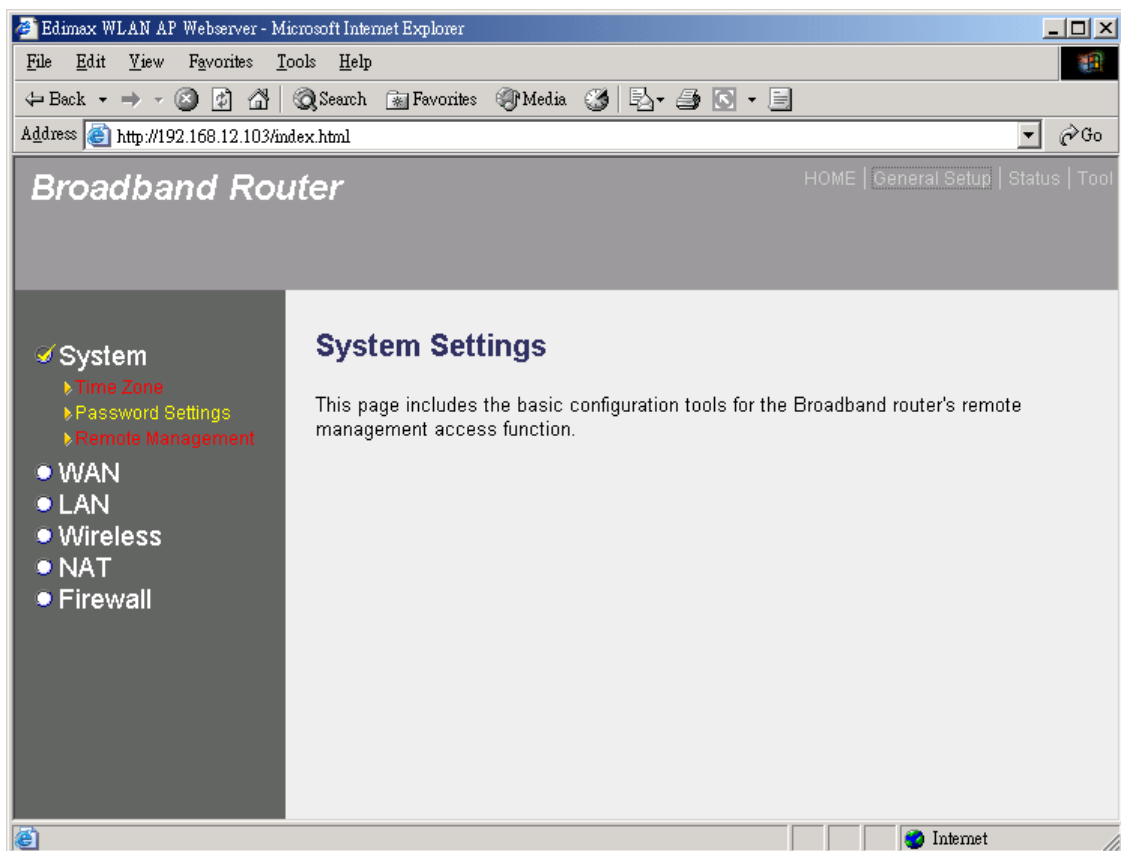 Edimax WLAN AP Webserver - Microsoft Internet Explorer
File Edit View Favorites Tools Help
Back Search Favorites Media
Address http://192.168.12.103/index.html Go
Broadband Router
HOME | General Setup | Status | Tool
System
Time Zone
Password Settings
Remote Management
WAN
LAN
Wireless
NAT
Firewall
System Settings
This page includes the basic configuration tools for the Broadband router's remote
management access function.
Internet